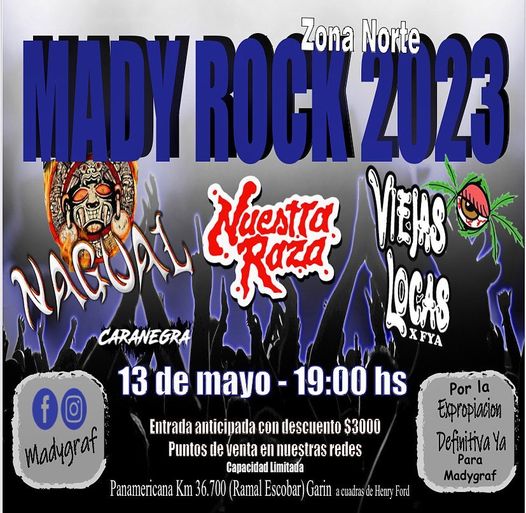 Zona Norte
MADY ROCK 2023
NAGUAL
Nuestra
Raza
VIEJAS
LOCAS
X FYA
CARANEGRA
13 de mayo - 19:00 hs
Madygraf
Entrada anticipada con descuento $3000
Puntos de venta en nuestras redes
Capacidad Limitada
Panamericana Km 36.700 (Ramal Escobar) Garin a cuadras de Henry Ford
Por la
Expropiacion
Definitiva Ya
Para
Madygraf